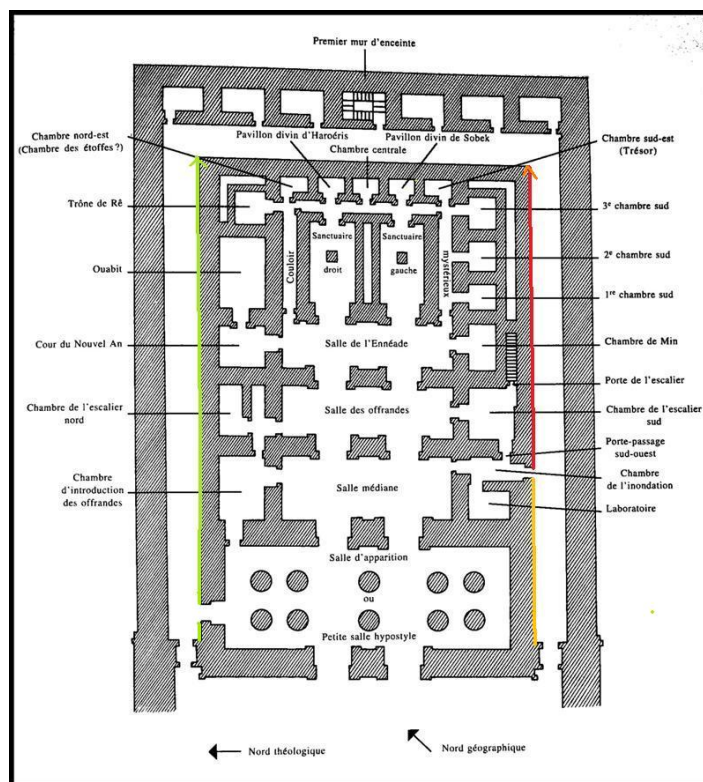 Premier mur d'enceinte
Chambre nord-est
(Chambre des étoffes?)
Pavillon divin d'Haroéris
Pavillon divin de Sobek
Chambre centrale
Chambre sud-est
(Trésor)
Trône de Rê
3e chambre sud
Sanctuaire
droit
Sanctuaire
gauche
Couloir
mystérieux
Ouabit
2e chambre sud
1re chambre sud
Cour du Nouvel An
Salle de l'Ennéade
Chambre de Min
Porte de l'escalier
Chambre de l'escalier
nord
Salle des offrandes
Chambre de l'escalier
sud
Porte-passage
sud-ouest
Chambre
d'introduction
des offrandes
Salle médiane
Chambre
de l'inondation
Laboratoire
Salle d'apparition
ou
Petite salle hypostyle
Nord théologique
Nord géographique